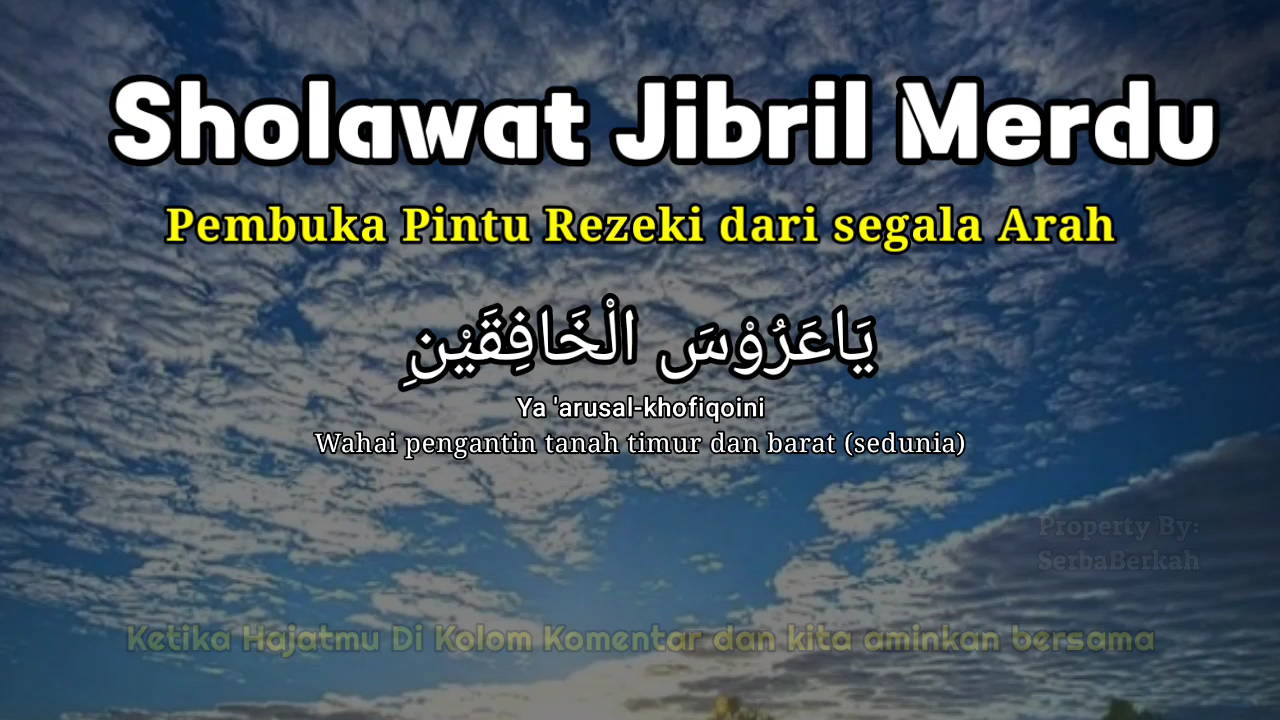 Sholawat Jibril Merdu
Pembuka Pintu Rezeki dari segala Arah
يَاعَرُوْسَ الْخَافِقَيْنِ
Ya 'arusal-khofiqoini
Wahai pengantin tanah timur dan barat (sedunia)
Property By:
SerbaBerkah
Ketika Hajatmu Di Kolom Komentar dan kita aminkan bersama